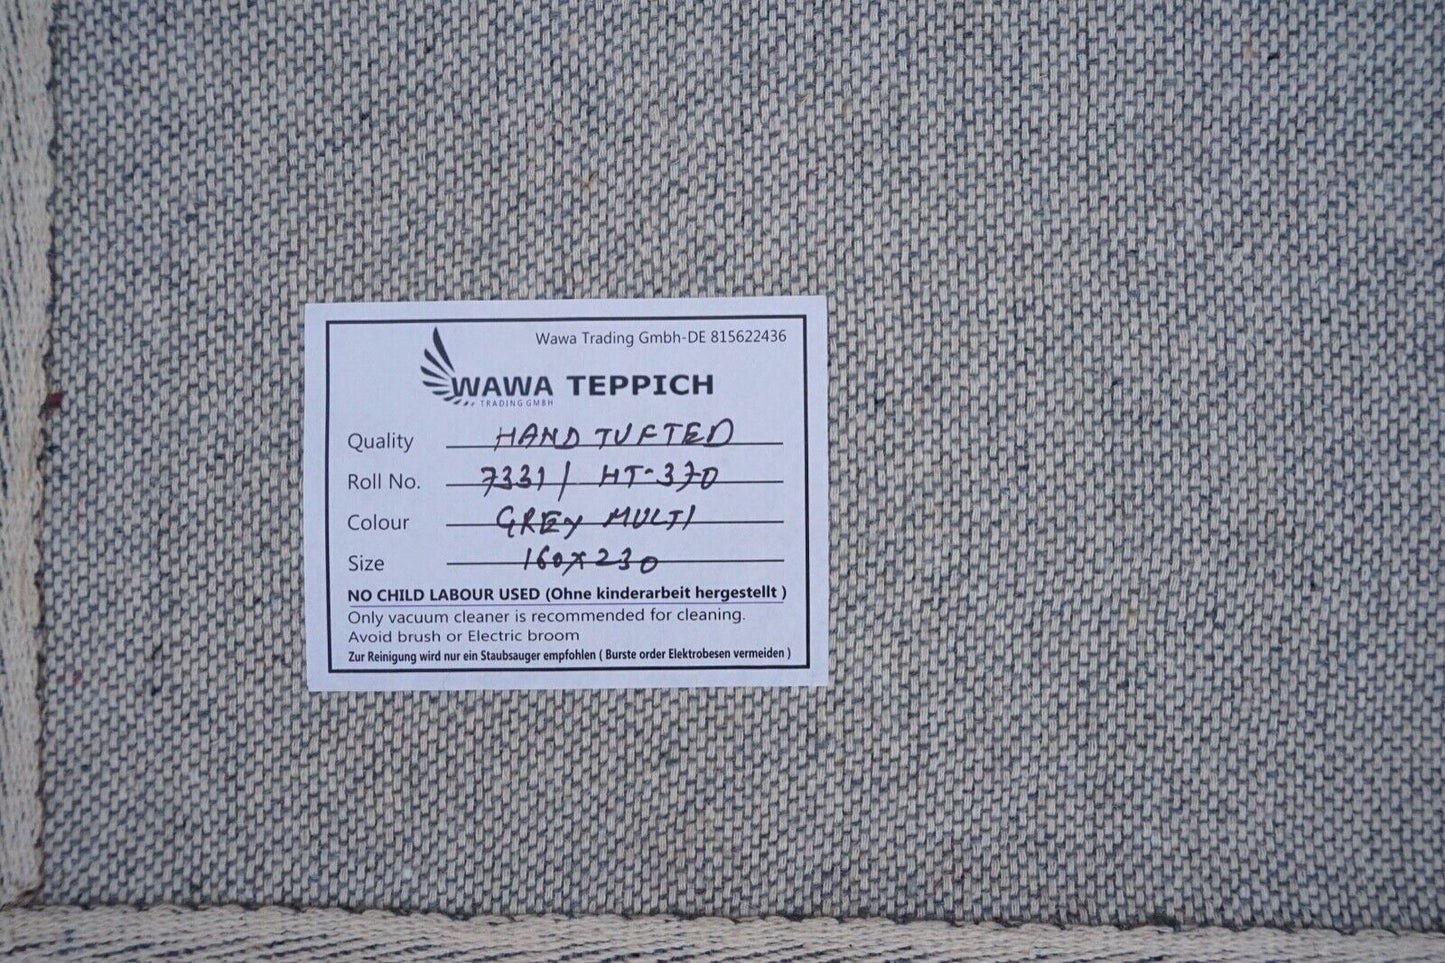 Wawa Trading Gmbh-DE 815622436
WAWA TEPPICH
TRADING GMBH
Quality HAND TUFTED
Roll No. 7331/ HT-370
Colour GREY MULTI
Size 160x230
NO CHILD LABOUR USED (Ohne kinderarbeit hergestellt )
Only vacuum cleaner is recommended for cleaning.
Avoid brush or Electric broom
Zur Reinigung wird nur ein Staubsauger empfohlen ( Burste order Elektrobesen vermeiden )